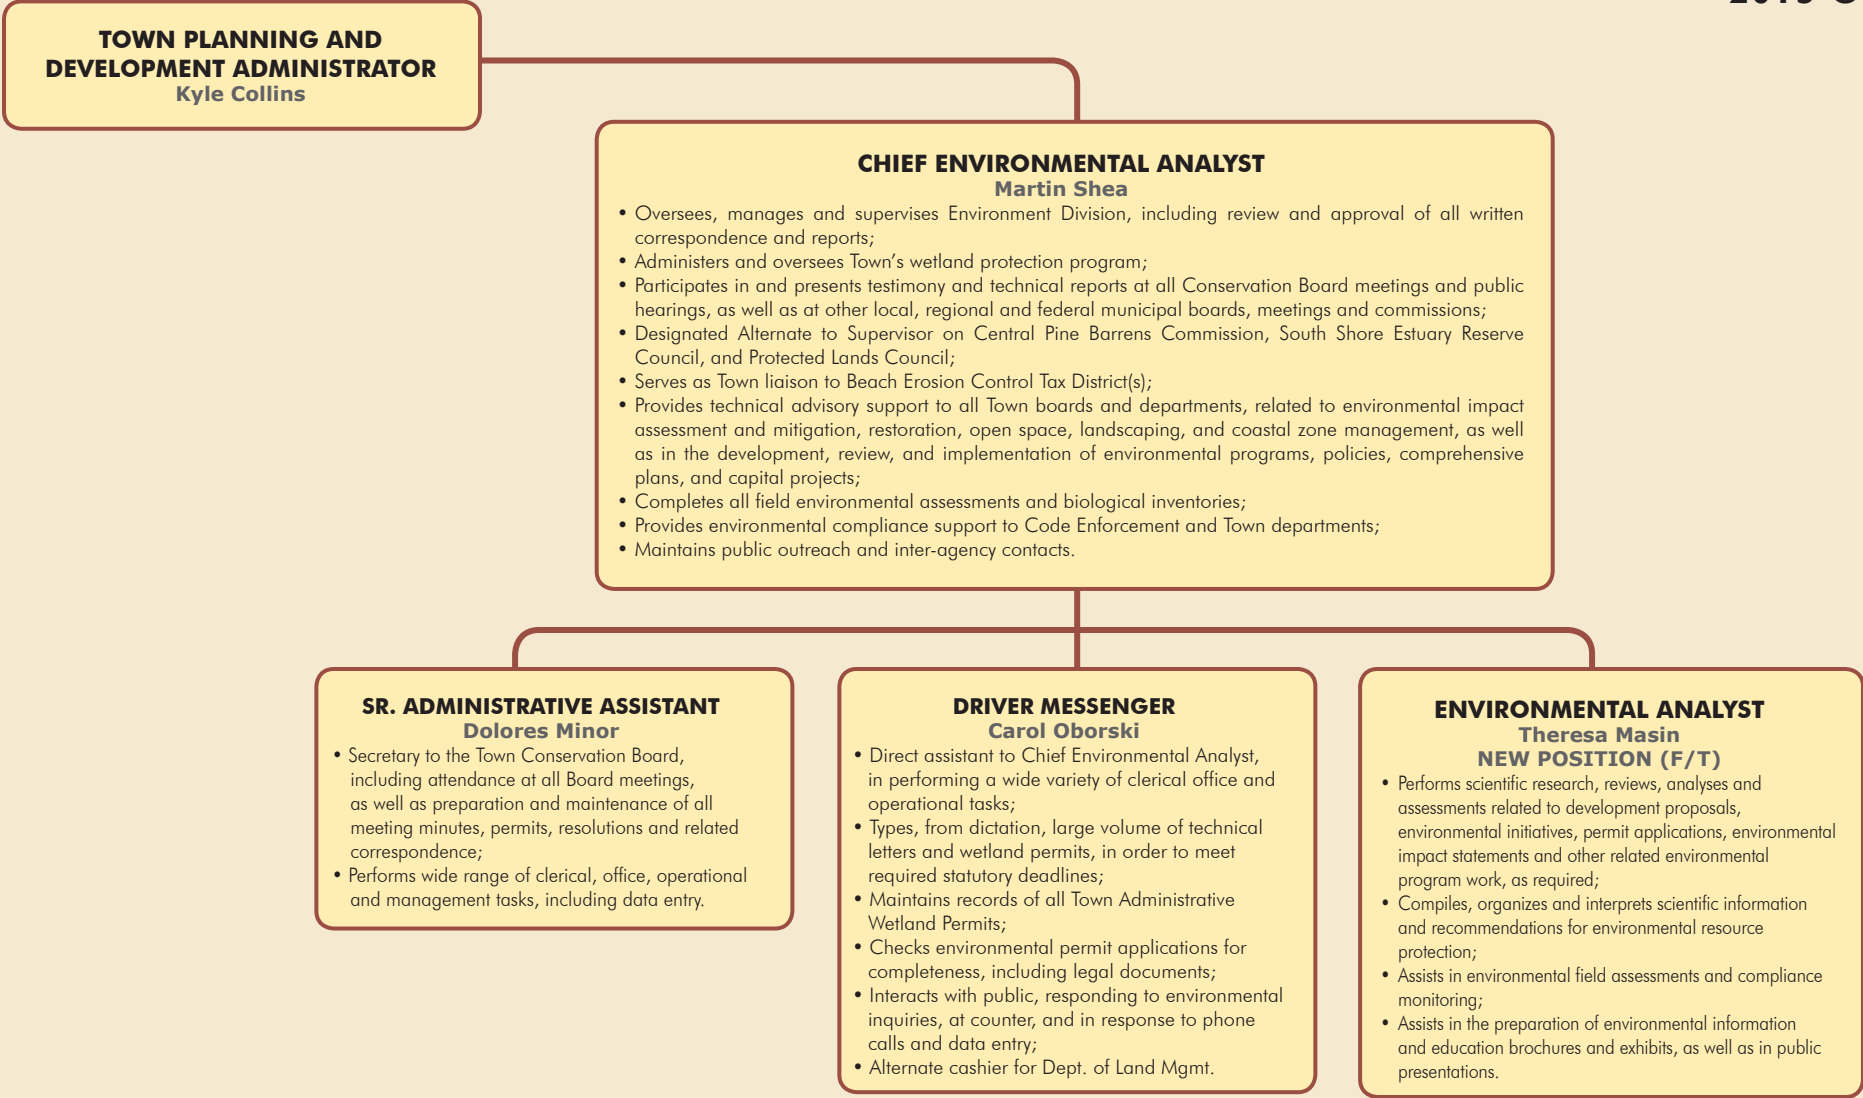 TOWN PLANNING AND
DEVELOPMENT ADMINISTRATOR
Kyle Collins
CHIEF ENVIRONMENTAL ANALYST
Martin Shea
• Oversees, manages and supervises Environment Division, including review and approval of all written
correspondence and reports;
• Administers and oversees Town’s wetland protection program;
• Participates in and presents testimony and technical reports at all Conservation Board meetings and public
hearings, as well as at other local, regional and federal municipal boards, meetings and commissions;
• Designated Alternate to Supervisor on Central Pine Barrens Commission, South Shore Estuary Reserve
Council, and Protected Lands Council;
• Serves as Town liaison to Beach Erosion Control Tax District(s);
• Provides technical advisory support to all Town boards and departments, related to environmental impact
assessment and mitigation, restoration, open space, landscaping, and coastal zone management, as well
as in the development, review, and implementation of environmental programs, policies, comprehensive
plans, and capital projects;
• Completes all field environmental assessments and biological inventories;
• Provides environmental compliance support to Code Enforcement and Town departments;
• Maintains public outreach and inter-agency contacts.
SR. ADMINISTRATIVE ASSISTANT
Dolores Minor
• Secretary to the Town Conservation Board,
including attendance at all Board meetings,
as well as preparation and maintenance of all
meeting minutes, permits, resolutions and related
correspondence;
• Performs wide range of clerical, office, operational
and management tasks, including data entry.
DRIVER MESSENGER
Carol Oborski
• Direct assistant to Chief Environmental Analyst,
in performing a wide variety of clerical office and
operational tasks;
• Types, from dictation, large volume of technical
letters and wetland permits, in order to meet
required statutory deadlines;
• Maintains records of all Town Administrative
Wetland Permits;
• Checks environmental permit applications for
completeness, including legal documents;
• Interacts with public, responding to environmental
inquiries, at counter, and in response to phone
calls and data entry;
• Alternate cashier for Dept. of Land Mgmt.
ENVIRONMENTAL ANALYST
Theresa Masin
NEW POSITION (F/T)
• Performs scientific research, reviews, analyses and
assessments related to development proposals,
environmental initiatives, permit applications, environmental
impact statements and other related environmental
program work, as required;
• Compiles, organizes and interprets scientific information
and recommendations for environmental resource
protection;
• Assists in environmental field assessments and compliance
monitoring;
• Assists in the preparation of environmental information
and education brochures and exhibits, as well as in public
presentations.